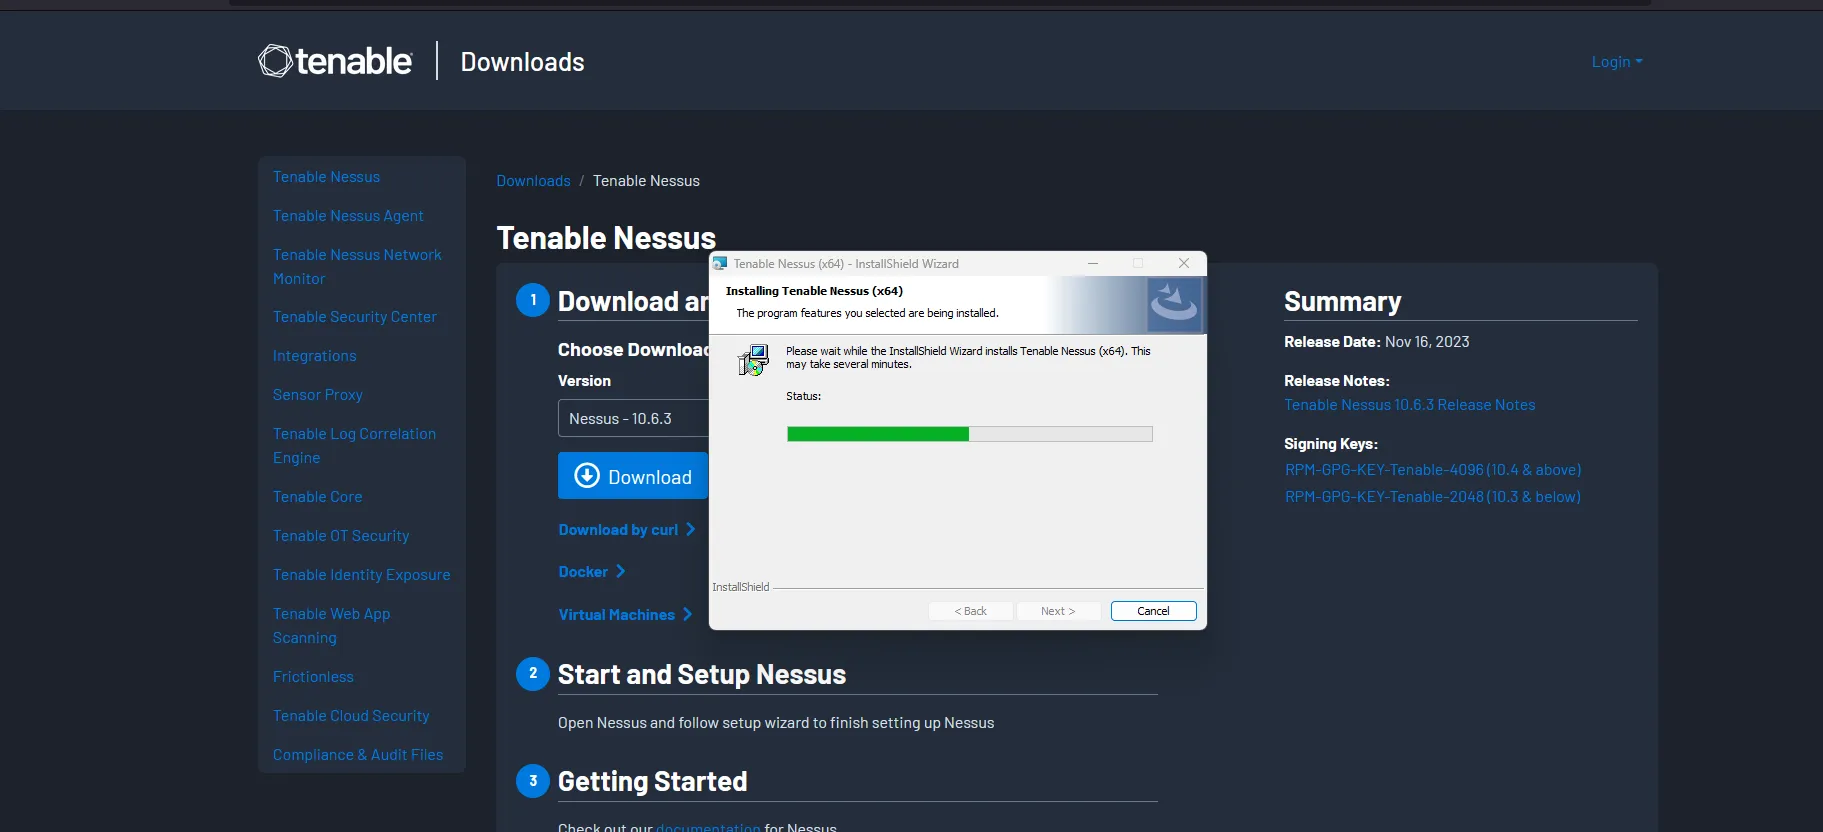 tenable
Downloads
Login
Tenable Nessus
Tenable Nessus Agent
Tenable Nessus Network
Monitor
Tenable Security Center
Integrations
Sensor Proxy
Tenable Log Correlation
Engine
Tenable Core
Tenable OT Security
Tenable Identity Exposure
Tenable Web App
Scanning
Frictionless
Tenable Cloud Security
Compliance & Audit Files
Downloads / Tenable Nessus
Tenable Nessus
1 Download an
Choose Download
Version
Nessus - 10.6.3
Download
Download by curl
Docker
Virtual Machines
Tenable Nessus (x64) - InstallShield Wizard
Installing Tenable Nessus (x64)
The program features you selected are being installed.
Please wait while the InstallShield Wizard installs Tenable Nessus (x64). This
may take several minutes.
Status:
InstallShield
< Back
Next >
Cancel
2 Start and Setup Nessus
Open Nessus and follow setup wizard to finish setting up Nessus
3 Getting Started
Check out our documentation for Nessus
Summary
Release Date: Nov 16, 2023
Release Notes:
Tenable Nessus 10.6.3 Release Notes
Signing Keys:
RPM-GPG-KEY-Tenable-4096 (10.4 & above)
RPM-GPG-KEY-Tenable-2048 (10.3 & below)